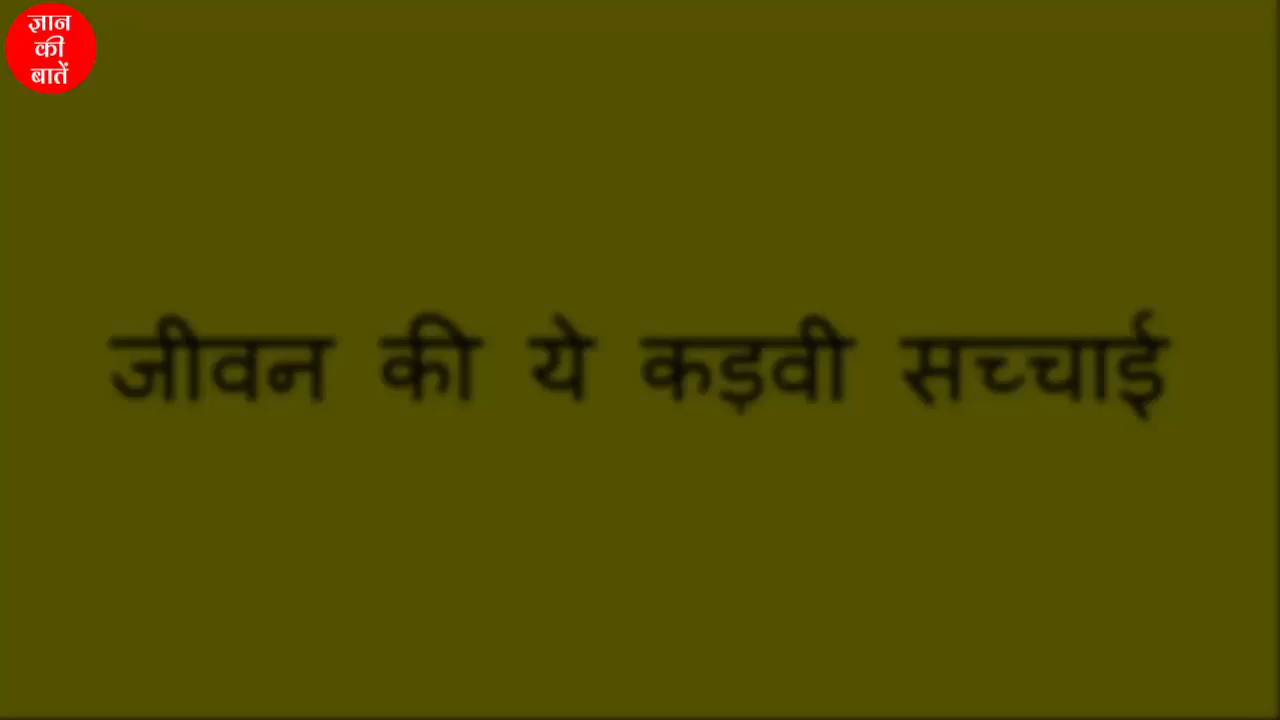 ज्ञान
की
बातें
जीवन की ये कड़वी सच्चाई